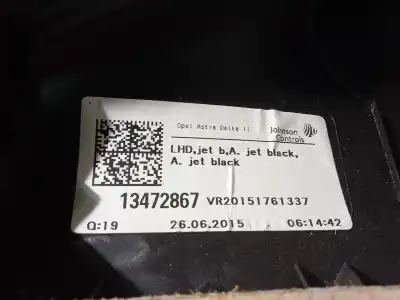 Opel Astra Delta II
Johnson
Controls
LHD,jet b,A. jet black,
A. jet black
13472867 VR20151761337
Q:19 26.06.2015 06:14:42